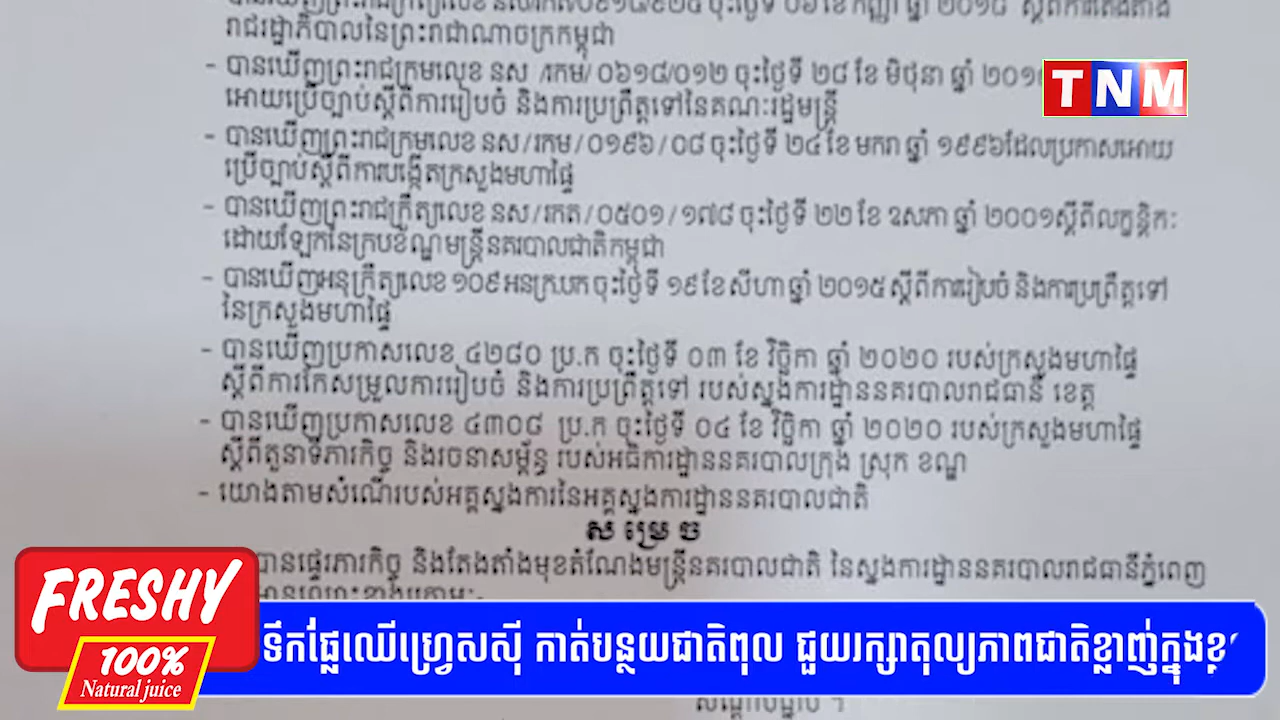 រាជរដ្ឋាភិបាលនៃព្រះរាជាណាចក្រកម្ពុជា
- បានឃើញព្រះរាជក្រមលេខ នស /រកម/ ០៦១៨/០១២ ចុះថ្ងៃទី ២៨ ខែ មិថុនា ឆ្នាំ
TNM
អោយប្រើច្បាប់ស្តីពីការរៀបចំ និងការប្រព្រឹត្តទៅនៃគណៈរដ្ឋមន្ត្រី
- បានឃើញព្រះរាជក្រមលេខ នស / រកម / ០១៩៦ / ០៨ ចុះថ្ងៃទី ២៤ ខែ មករា ឆ្នាំ ១៩៩៦ដែលប្រកាសអោយ
ប្រើច្បាប់ស្តីពីការបង្កើតក្រសួងមហាផ្ទៃ
- បានឃើញព្រះរាជក្រឹត្យលេខ នស / រកត / ០៥០១ / ១៧៨ ចុះថ្ងៃទី ២២ ខែ ឧសភា ឆ្នាំ ២០០១ស្តីពីលក្ខន្តិកៈ
ដោយឡែកនៃក្របខ័ណ្ឌមន្ត្រីនគរបាលជាតិកម្ពុជា
- បានឃើញអនុក្រឹត្យលេខ ១០៩អនក្រ.បក ចុះថ្ងៃទី ១៩ ខែសីហា ឆ្នាំ ២០១៥ ស្តីពីការរៀបចំ និងការប្រព្រឹត្តទៅ
នៃក្រសួងមហាផ្ទៃ
- បានឃើញប្រកាសលេខ ៤២៨០ ប្រ.ក ចុះថ្ងៃទី ០៣ ខែ វិច្ឆិកា ឆ្នាំ ២០២០ របស់ក្រសួងមហាផ្ទៃ
ស្តីពីការកែសម្រួលការរៀបចំ និងការប្រព្រឹត្តទៅ របស់ស្នងការដ្ឋាននគរបាលរាជធានី ខេត្ត
- បានឃើញប្រកាសលេខ ៤៣០៨ ប្រ.ក ចុះថ្ងៃទី ០៤ ខែ វិច្ឆិកា ឆ្នាំ ២០២០ របស់ក្រសួងមហាផ្ទៃ
ស្តីពីតួនាទីភារកិច្ច និងរចនាសម្ព័ន្ធ របស់អធិការដ្ឋាននគរបាលក្រុង ស្រុក ខណ្ឌ
- យោងតាមសំណើរបស់អគ្គស្នងការនៃអគ្គស្នងការដ្ឋាននគរបាលជាតិ
ស ម្រេ ច
បានផ្ទេរភារកិច្ច និងតែងតាំងមុខតំណែងមន្ត្រីនគរបាលជាតិ នៃស្នងការដ្ឋាននគរបាលរាជធានីភ្នំពេញ
FRESHY
100%
Natural juice
ទឹកផ្លែឈើហ្វ្រេសស៊ី កាត់បន្ថយជាតិពុល ជួយរក្សាតុល្យភាពជាតិខ្លាញ់ក្នុង